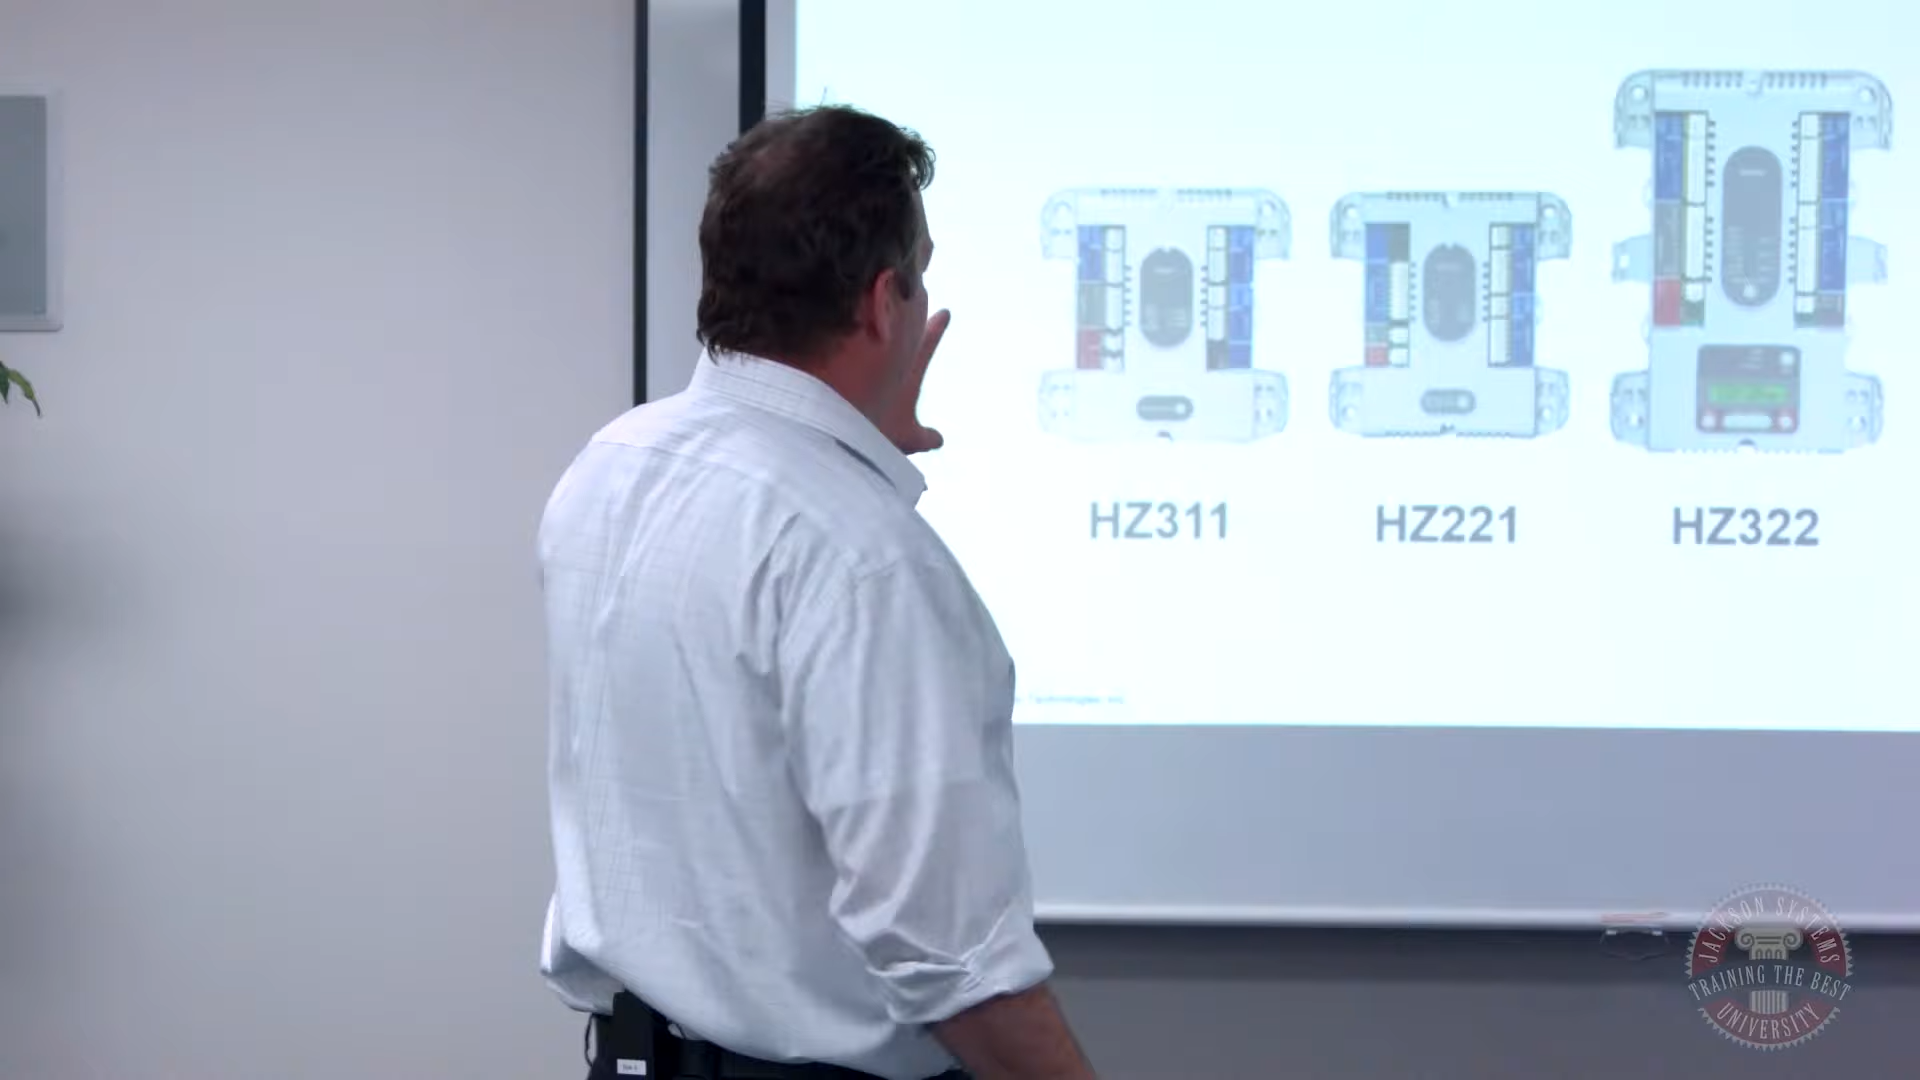 HZ311
HZ221
HZ322
JACKSON SYSTEMS
TRAINING THE BEST
UNIVERSITY